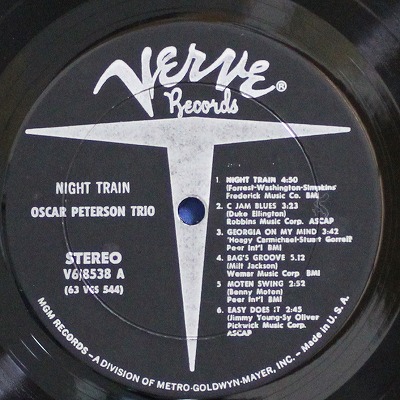 Verve®
Records
NIGHT TRAIN
OSCAR PETERSON TRIO
STEREO
V6/8538 A
(63 VGS 544)
1. NIGHT TRAIN 4:50
(Forrest-Washington-Simpkins)
Frederick Music Co. BMI
2. C JAM BLUES 3:23
(Duke Ellington)
Robbins Music Corp. ASCAP
3. GEORGIA ON MY MIND 3:42
(Hoagy Carmichael-Stuart Gorrell)
Peer Int'l BMI
4. BAG'S GROOVE 5.12
(Milt Jackson)
Wemar Music Corp BMI
5 MOTEN SWING 2:52
(Benny Moten)
Peer Int'l BMI
6. EASY DOES IT 2:45
(Jimmy Young-Sy Oliver
Pickwick Music Corp.
ASCAP
MGM RECORDS – A DIVISION OF METRO-GOLDWYN-MAYER, INC. – Made in U.S.A.